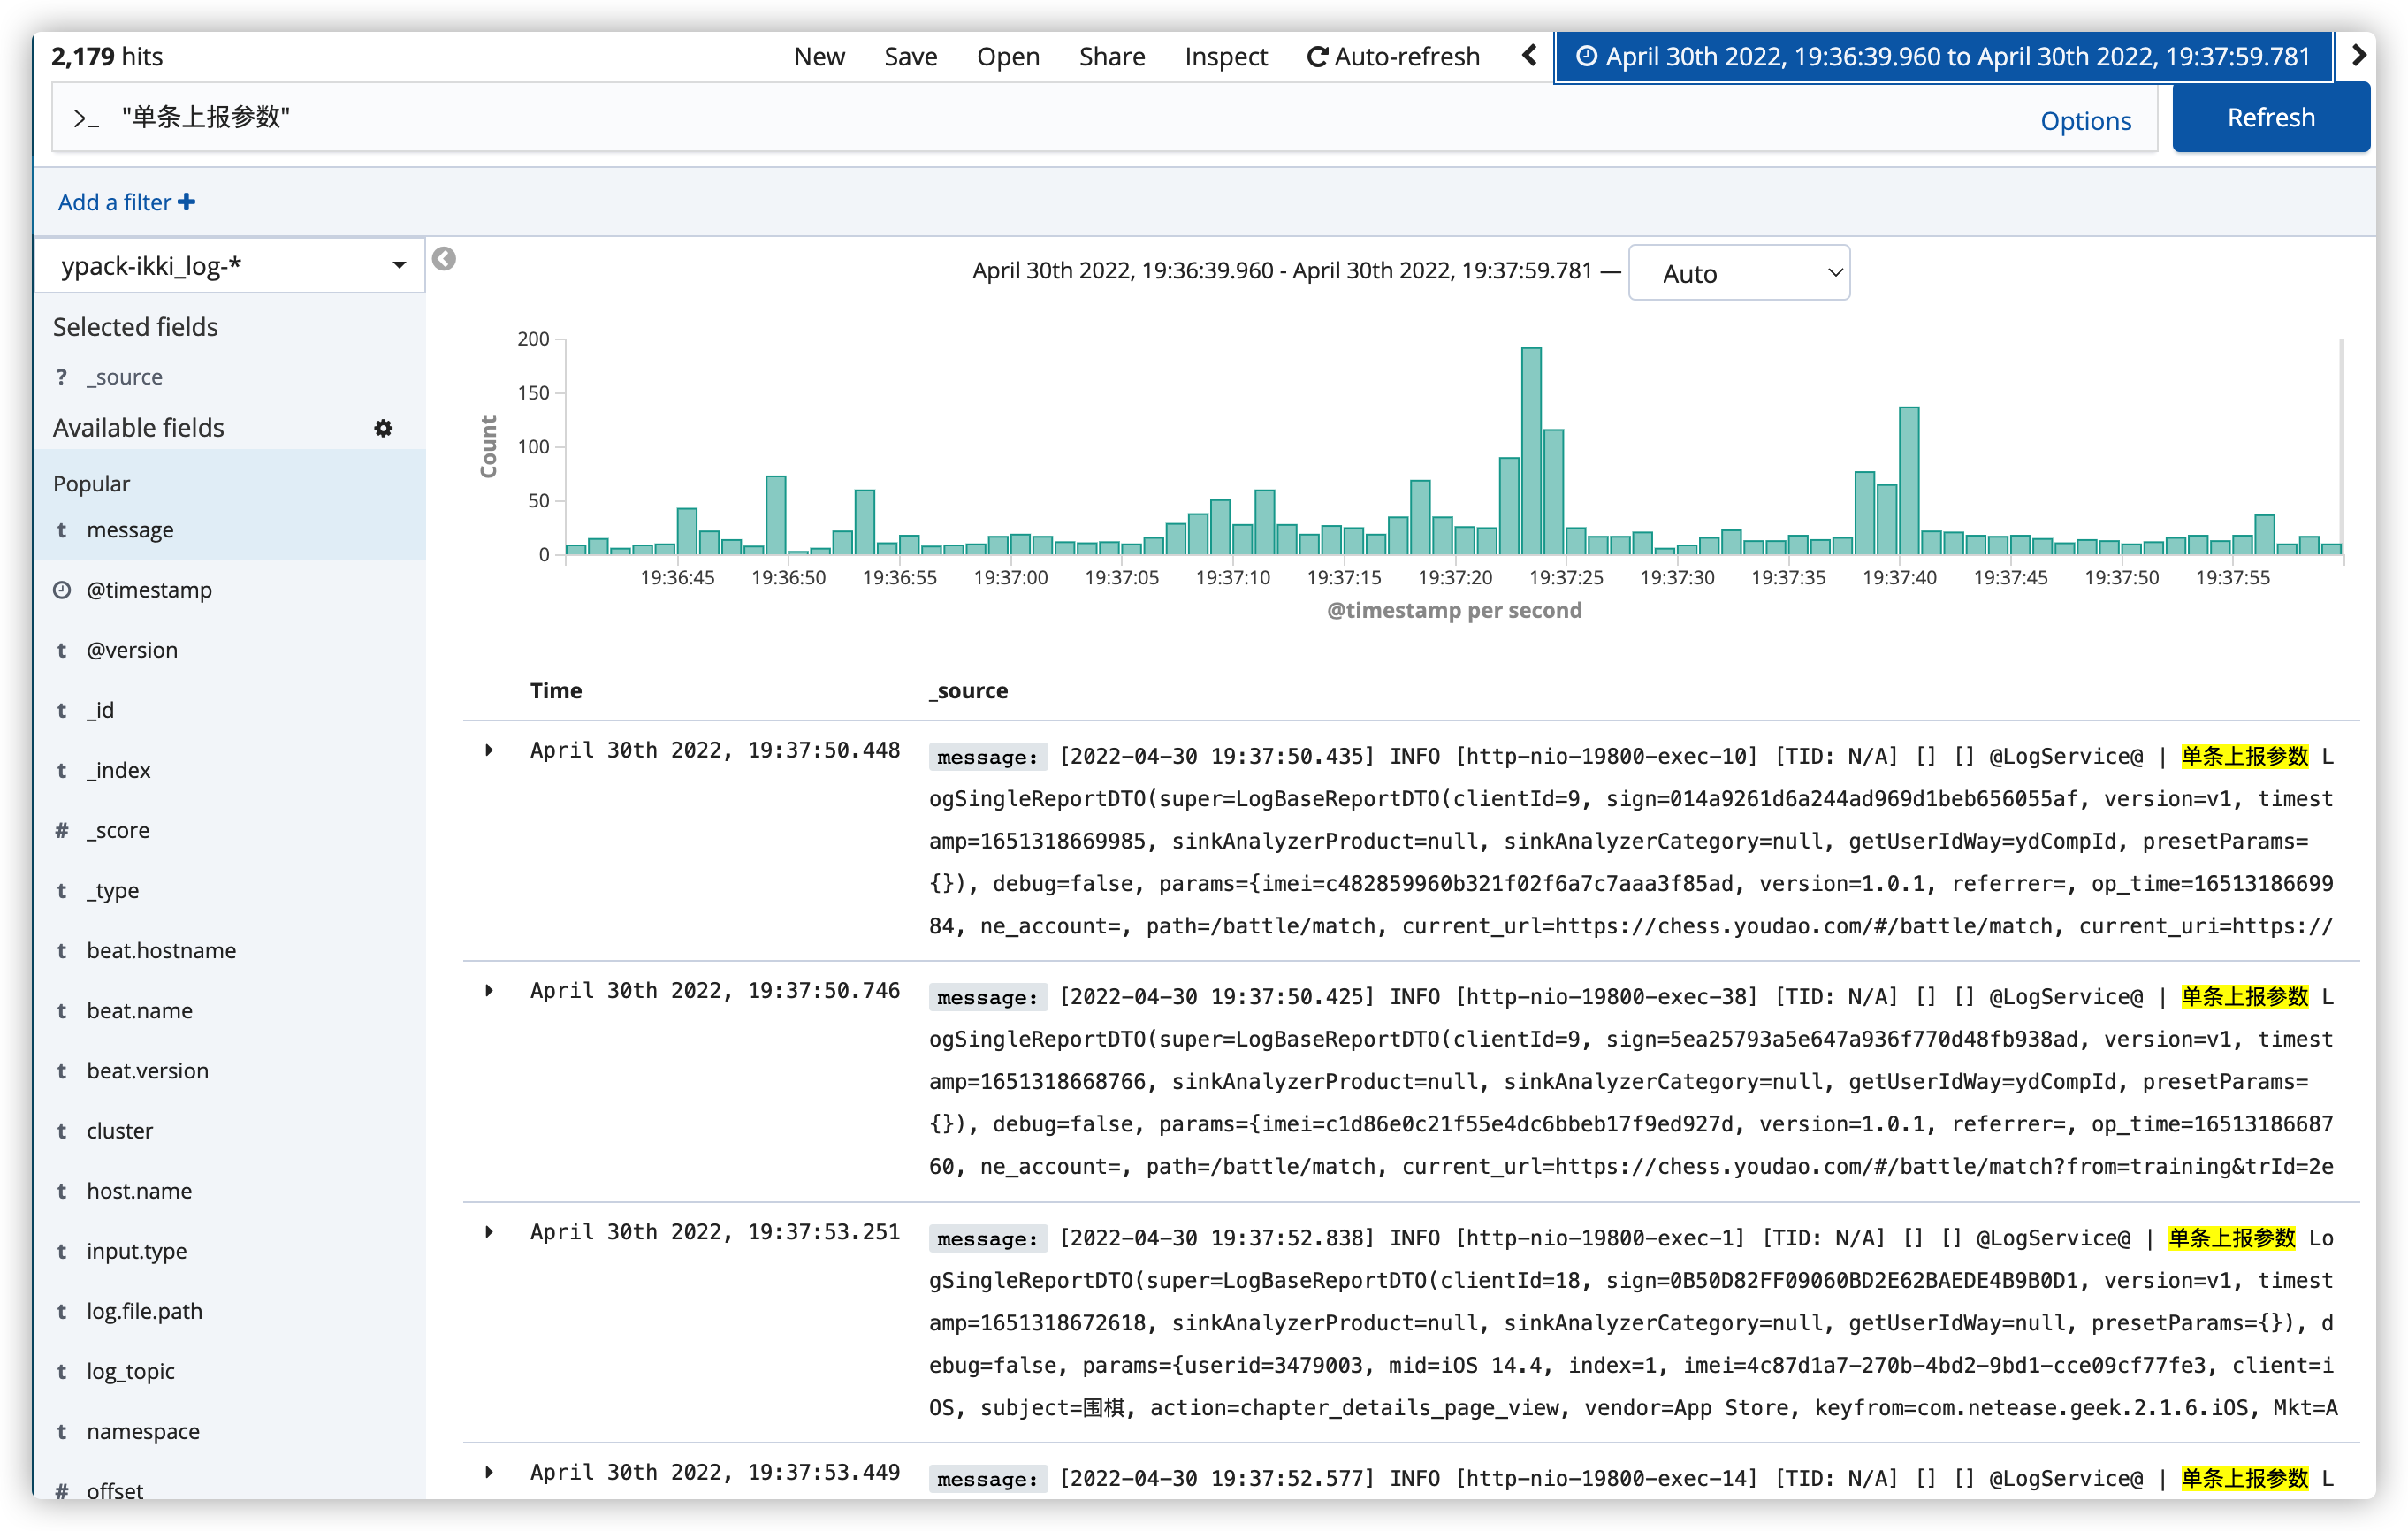 2,179 hits
New Save Open Share Inspect Auto-refresh April 30th 2022, 19:36:39.960 to April 30th 2022, 19:37:59.781
>_ "单条上报参数" Options Refresh
Add a filter
ypack-ikki_log-*
Selected fields
? _source
Available fields
Popular
t message
@timestamp
t @version
t _id
t _index
# _score
t _type
t beat.hostname
t beat.name
t beat.version
t cluster
t host.name
t input.type
t log.file.path
t log_topic
t namespace
# offset
April 30th 2022, 19:36:39.960 - April 30th 2022, 19:37:59.781 — Auto
200
150
100
50
0
Count
19:36:45 19:36:50 19:36:55 19:37:00 19:37:05 19:37:10 19:37:15 19:37:20 19:37:25 19:37:30 19:37:35 19:37:40 19:37:45 19:37:50 19:37:55
@timestamp per second
Time _source
April 30th 2022, 19:37:50.448 message: [2022-04-30 19:37:50.435] INFO [http-nio-19800-exec-10] [TID: N/A] [] [] @LogService@ | 单条上报参数 L
ogSingleReportDTO(super=LogBaseReportDTO(clientId=9, sign=014a9261d6a244ad969d1beb656055af, version=v1, timest
amp=1651318669985, sinkAnalyzerProduct=null, sinkAnalyzerCategory=null, getUserIdWay=ydCompId, presetParams=
{}), debug=false, params={imei=c482859960b321f02f6a7c7aaa3f85ad, version=1.0.1, referrer=, op_time=16513186699
84, ne_account=, path=/battle/match, current_url=https://chess.youdao.com/#/battle/match, current_uri=https://
April 30th 2022, 19:37:50.746 message: [2022-04-30 19:37:50.425] INFO [http-nio-19800-exec-38] [TID: N/A] [] [] @LogService@ | 单条上报参数 L
ogSingleReportDTO(super=LogBaseReportDTO(clientId=9, sign=5ea25793a5e647a936f770d48fb938ad, version=v1, timest
amp=1651318668766, sinkAnalyzerProduct=null, sinkAnalyzerCategory=null, getUserIdWay=ydCompId, presetParams=
{}), debug=false, params={imei=c1d86e0c21f55e4dc6bbeb17f9ed927d, version=1.0.1, referrer=, op_time=16513186687
60, ne_account=, path=/battle/match, current_url=https://chess.youdao.com/#/battle/match?from=training&trId=2e
April 30th 2022, 19:37:53.251 message: [2022-04-30 19:37:52.838] INFO [http-nio-19800-exec-1] [TID: N/A] [] [] @LogService@ | 单条上报参数 Lo
gSingleReportDTO(super=LogBaseReportDTO(clientId=18, sign=0B50D82FF09060BD2E62BAEDE4B9B0D1, version=v1, timest
amp=1651318672618, sinkAnalyzerProduct=null, sinkAnalyzerCategory=null, getUserIdWay=null, presetParams={}), d
ebug=false, params={userid=3479003, mid=iOS 14.4, index=1, imei=4c87d1a7-270b-4bd2-9bd1-cce09cf77fe3, client=i
OS, subject=围棋, action=chapter_details_page_view, vendor=App Store, keyfrom=com.netease.geek.2.1.6.iOS, Mkt=A
April 30th 2022, 19:37:53.449 message: [2022-04-30 19:37:52.577] INFO [http-nio-19800-exec-14] [TID: N/A] [] [] @LogService@ | 单条上报参数 L